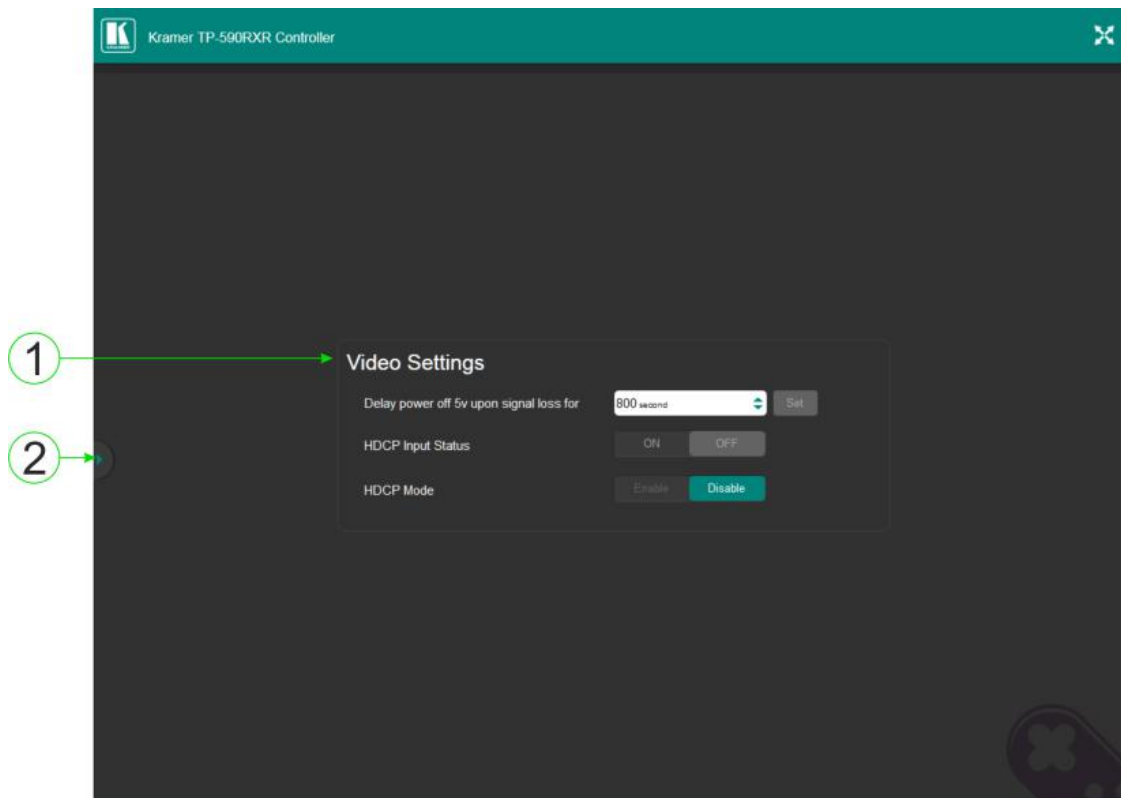 Kramer TP-590RXR Controller
1
Video Settings
Delay power off 5v upon signal loss for 800 second Set
2
HDCP Input Status ON OFF
HDCP Mode Enable Disable